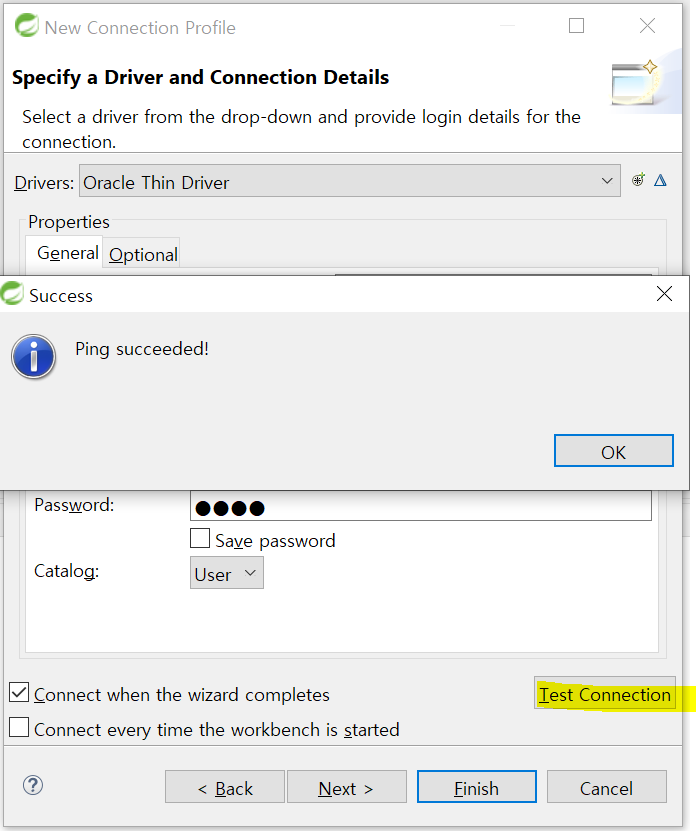 New Connection Profile
Specify a Driver and Connection Details
Select a driver from the drop-down and provide login details for the
connection.
Drivers: Oracle Thin Driver
Properties
General Optional
Success
Ping succeeded!
OK
Password: ●●●●
Save password
Catalog: User
Connect when the wizard completes
Test Connection
Connect every time the workbench is started
< Back Next > Finish Cancel